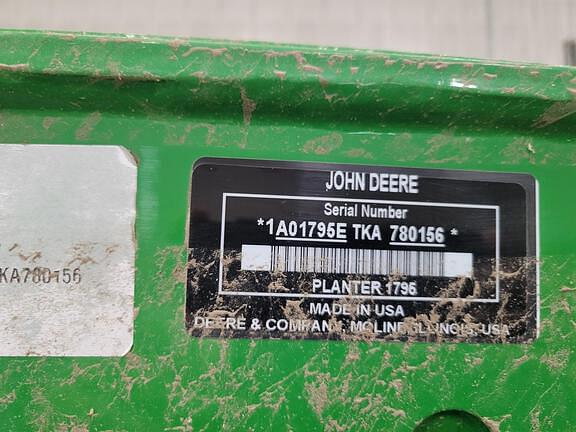 JOHN DEERE
Serial Number
*1A01795E TKA 780156 *
PLANTER 1795
MADE IN USA
DEERE & COMPANY, MOLINE, ILLINOIS, USA
KA780156